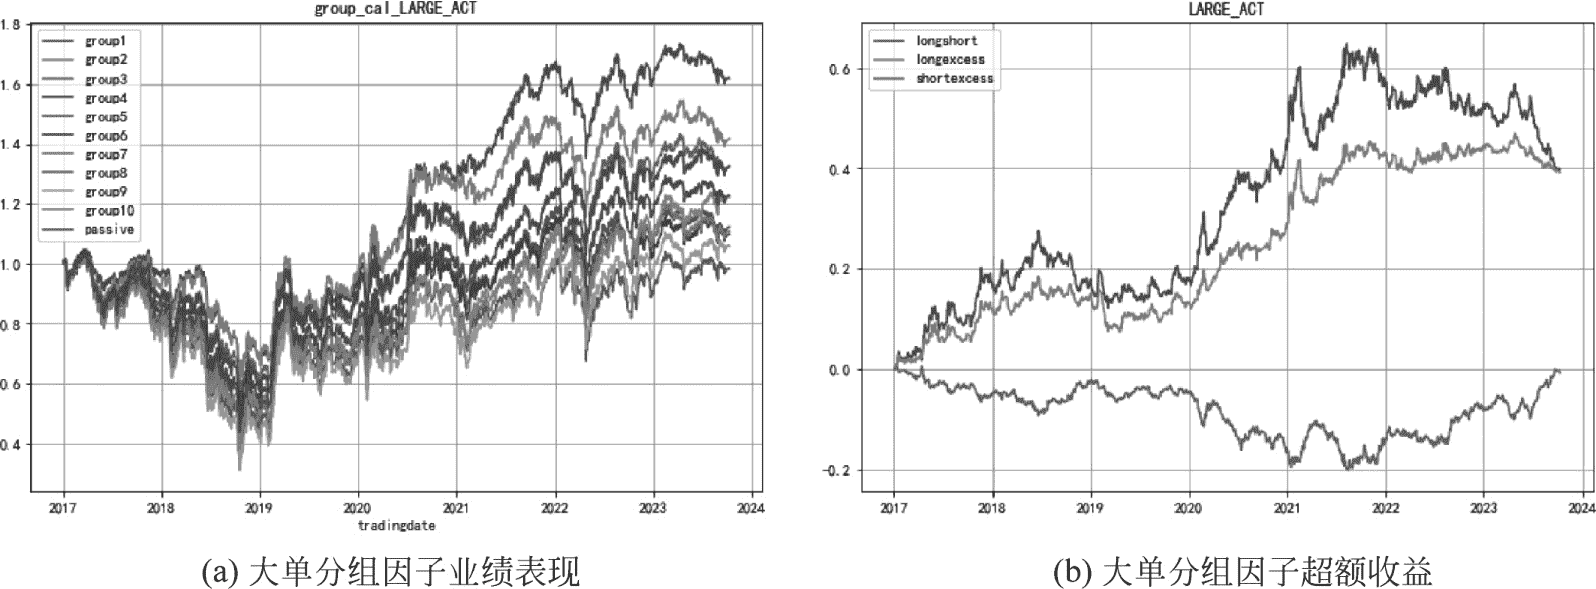 group_cal_LARGE_ACT
1.8
1.6
1.4
1.2
1.0
0.8
0.6
0.4
group1
group2
group3
group4
group5
group6
group7
group8
group9
group10
passive
2017 2018 2019 2020 2021 2022 2023 2024
tradingdate
(a) 大单分组因子业绩表现
LARGE_ACT
0.6
0.4
0.2
0.0
-0.2
longshort
longexcess
shortexcess
2017 2018 2019 2020 2021 2022 2023 2024
(b) 大单分组因子超额收益